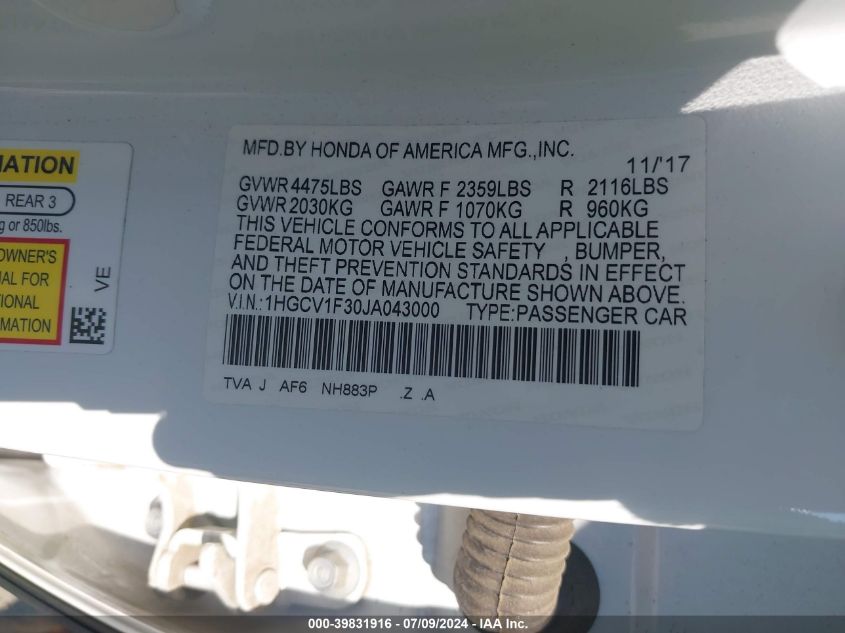 MATION
REAR 3
g or 850lbs.
OWNER'S
AL FOR
TIONAL
RMATION
VE
MFD.BY HONDA OF AMERICA MFG.,INC.
11/'17
GVWR 4475LBS GAWR F 2359LBS R 2116LBS
GVWR 2030KG GAWR F 1070KG R 960KG
THIS VEHICLE CONFORMS TO ALL APPLICABLE
FEDERAL MOTOR VEHICLE SAFETY , BUMPER,
AND THEFT PREVENTION STANDARDS IN EFFECT
ON THE DATE OF MANUFACTURE SHOWN ABOVE.
V.I.N.:1HGCV1F30JA043000 TYPE:PASSENGER CAR
TVA J AF6 NH883P .Z .A
000-39831916 - 07/09/2024 - IAA Inc.